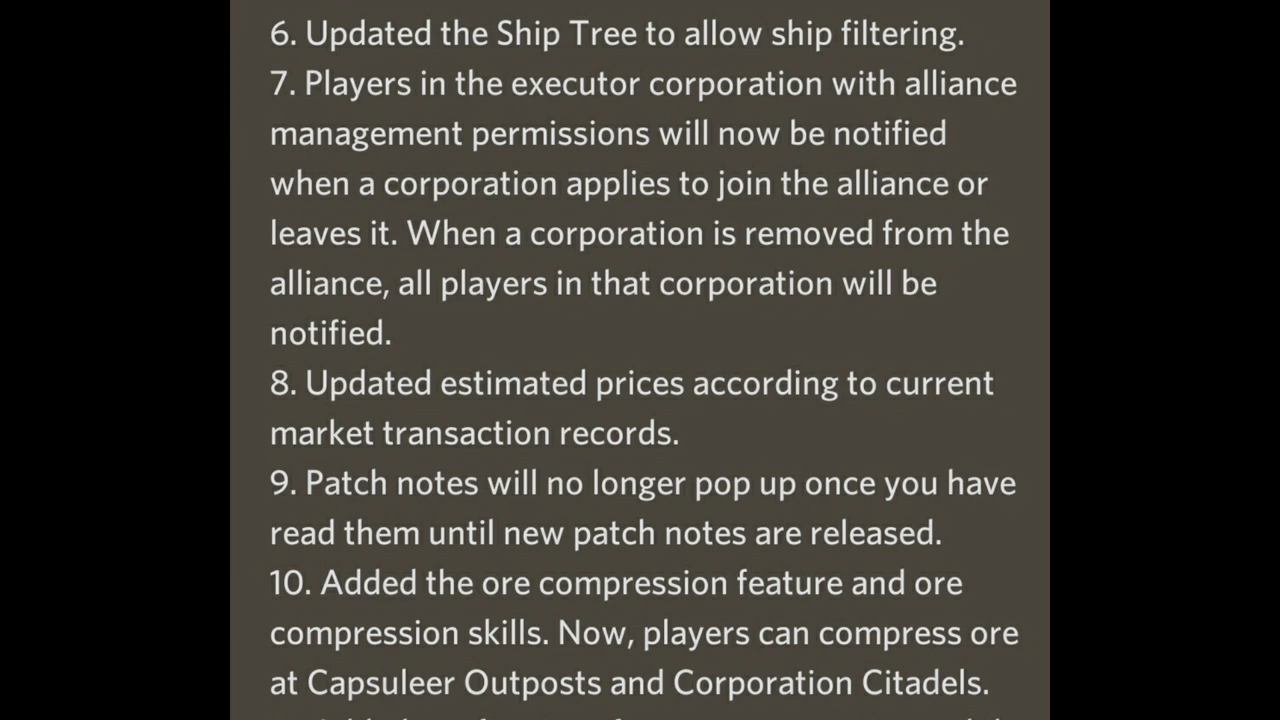 6. Updated the Ship Tree to allow ship filtering.
7. Players in the executor corporation with alliance
management permissions will now be notified
when a corporation applies to join the alliance or
leaves it. When a corporation is removed from the
alliance, all players in that corporation will be
notified.
8. Updated estimated prices according to current
market transaction records.
9. Patch notes will no longer pop up once you have
read them until new patch notes are released.
10. Added the ore compression feature and ore
compression skills. Now, players can compress ore
at Capsuleer Outposts and Corporation Citadels.